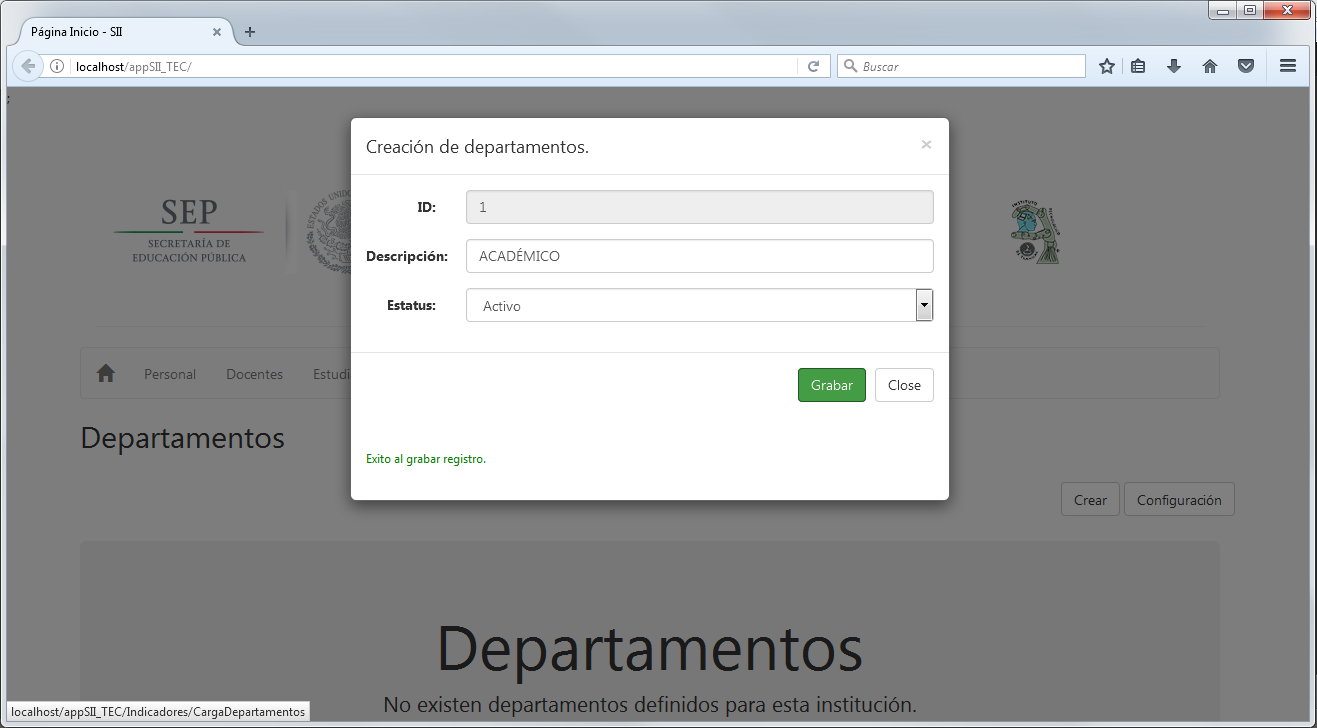 Página Inicio - SII
localhost/appSII_TEC/
Buscar
;
Creación de departamentos.
ID:
1
Descripción:
ACADÉMICO
Estatus:
Activo
Grabar
Close
Exito al grabar registro.
SEP
SECRETARÍA DE
EDUCACIÓN PÚBLICA
Personal
Docentes
Estudi
Departamentos
Crear
Configuración
Departamentos
No existen departamentos definidos para esta institución.
localhost/appSII_TEC/Indicadores/CargaDepartamentos